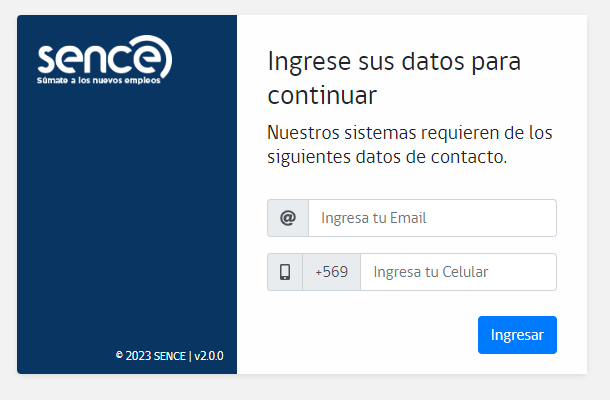 sence
Súmate a los nuevos empleos
Ingrese sus datos para
continuar
Nuestros sistemas requieren de los
siguientes datos de contacto.
@ Ingresa tu Email
+569 Ingresa tu Celular
Ingresar
© 2023 SENCE | v2.0.0